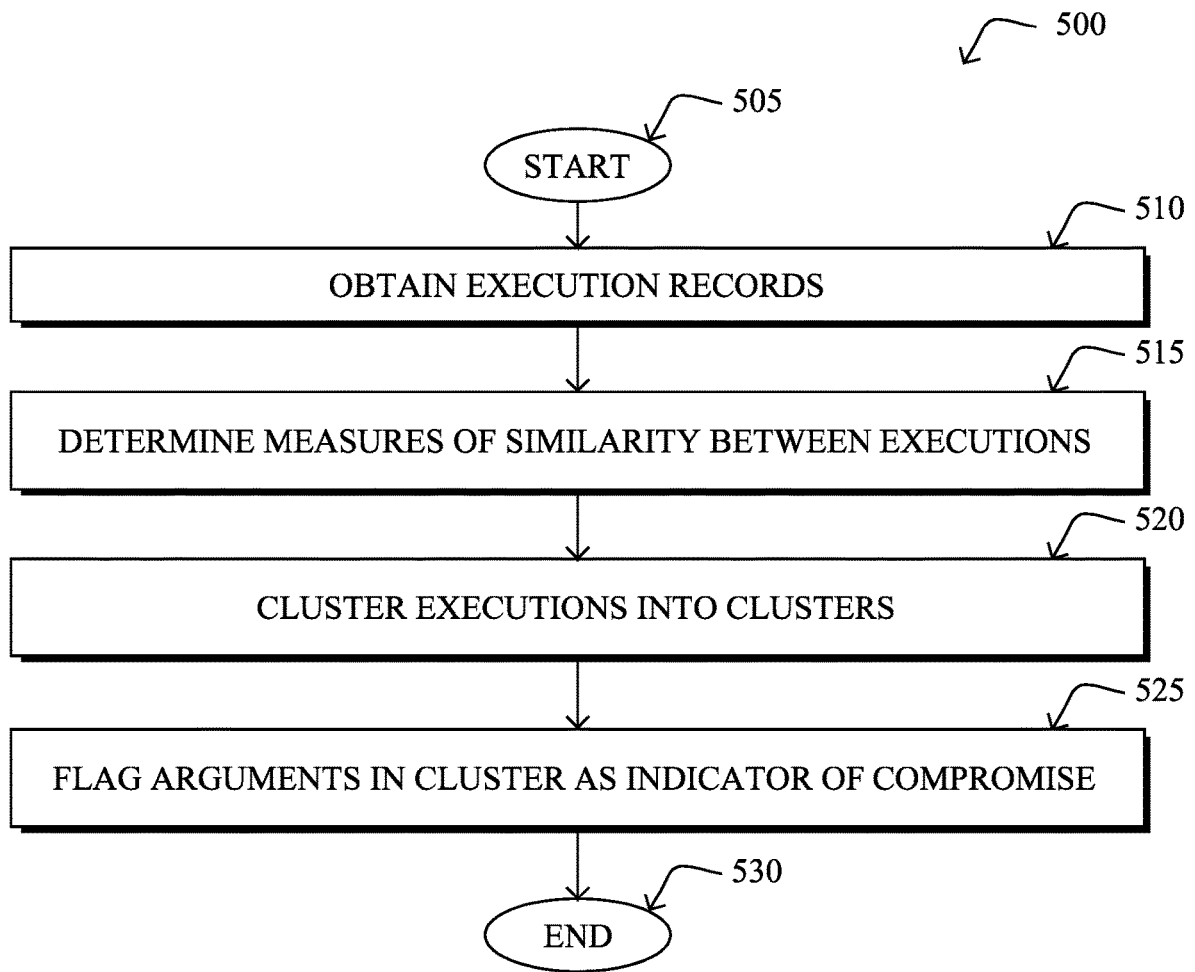 500
505
START
510
OBTAIN EXECUTION RECORDS
515
DETERMINE MEASURES OF SIMILARITY BETWEEN EXECUTIONS
520
CLUSTER EXECUTIONS INTO CLUSTERS
525
FLAG ARGUMENTS IN CLUSTER AS INDICATOR OF COMPROMISE
530
END